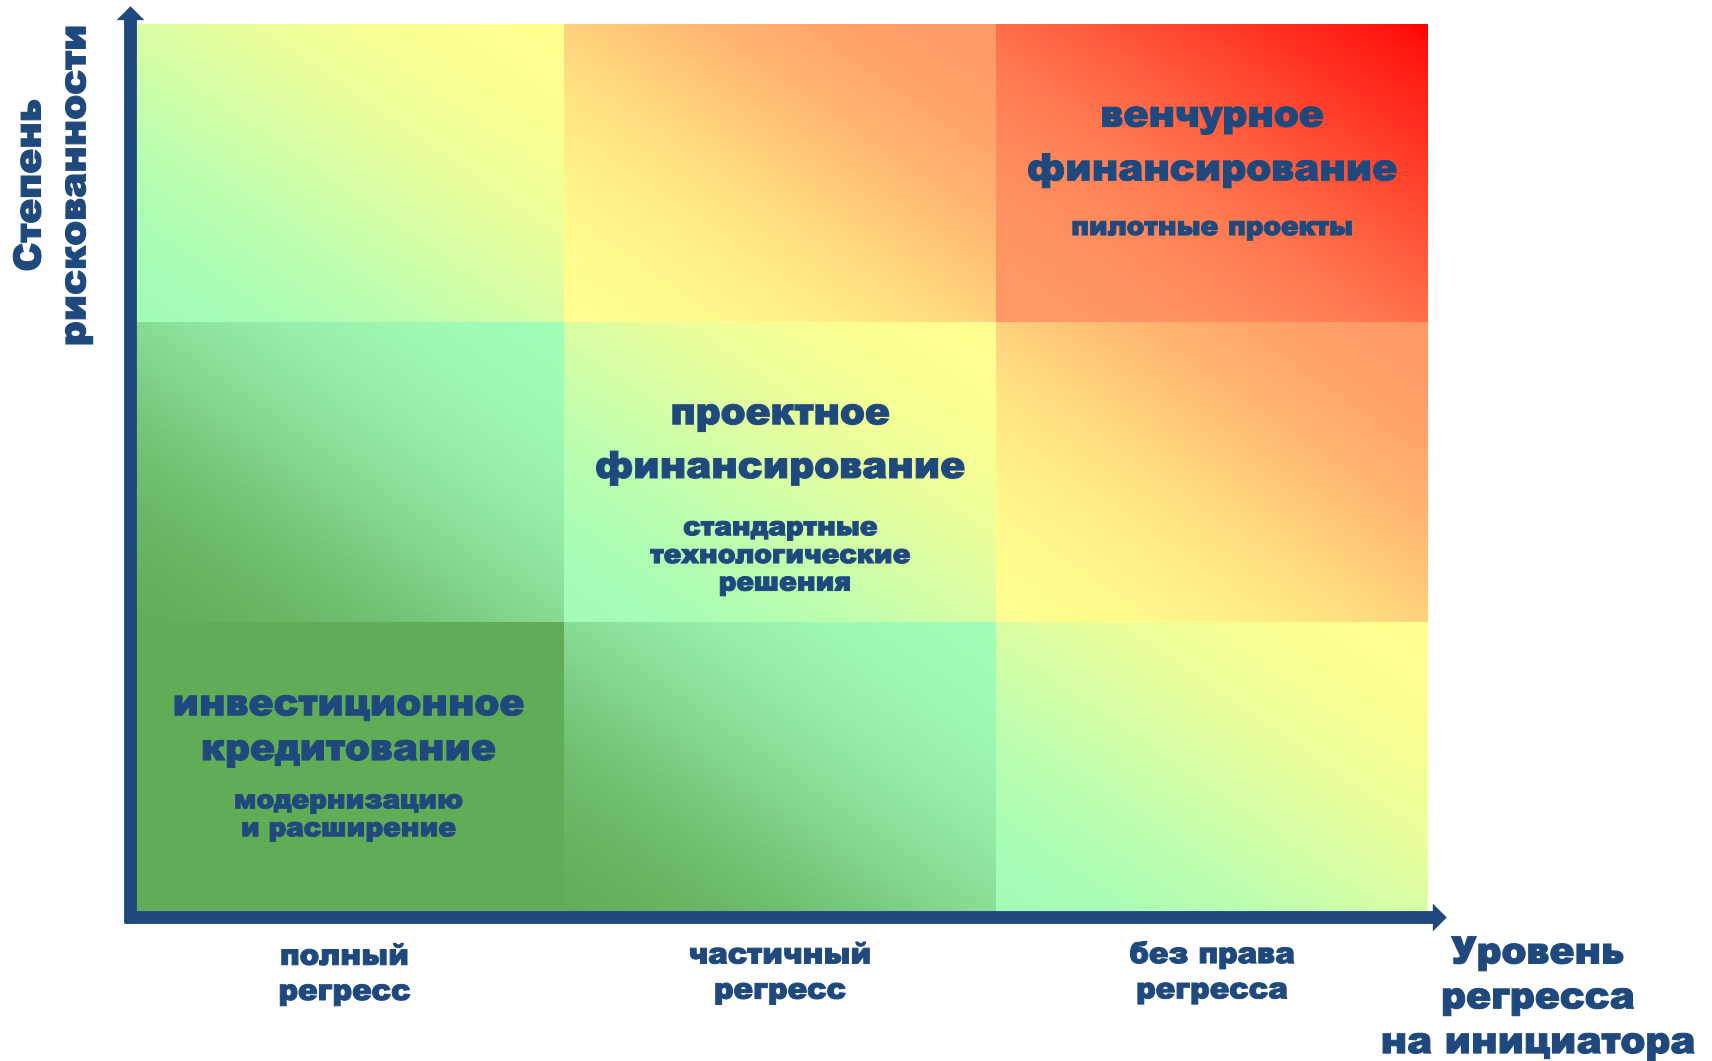 Степень
рискованности
венчурное
финансирование
пилотные проекты
проектное
финансирование
стандартные
технологические
решения
инвестиционное
кредитование
модернизацию
и расширение
полный
регресс
частичный
регресс
без права
регресса
Уровень
регресса
на инициатора